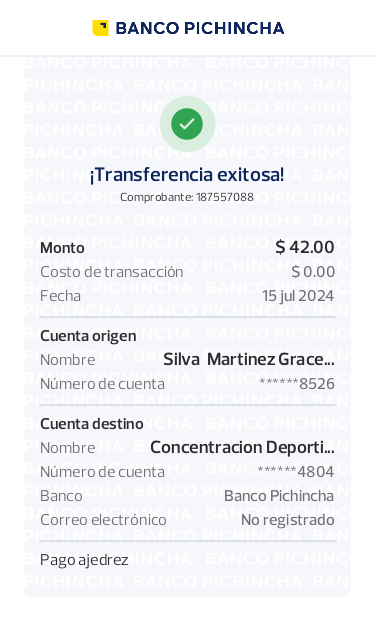 BANCO PICHINCHA
¡Transferencia exitosa!
Comprobante: 187557088
Monto $ 42.00
Costo de transacción $ 0.00
Fecha 15 jul 2024
Cuenta origen
Nombre Silva Martinez Grace...
Número de cuenta ******8526
Cuenta destino
Nombre Concentracion Deporti...
Número de cuenta ******4804
Banco Banco Pichincha
Correo electrónico No registrado
Pago ajedrez